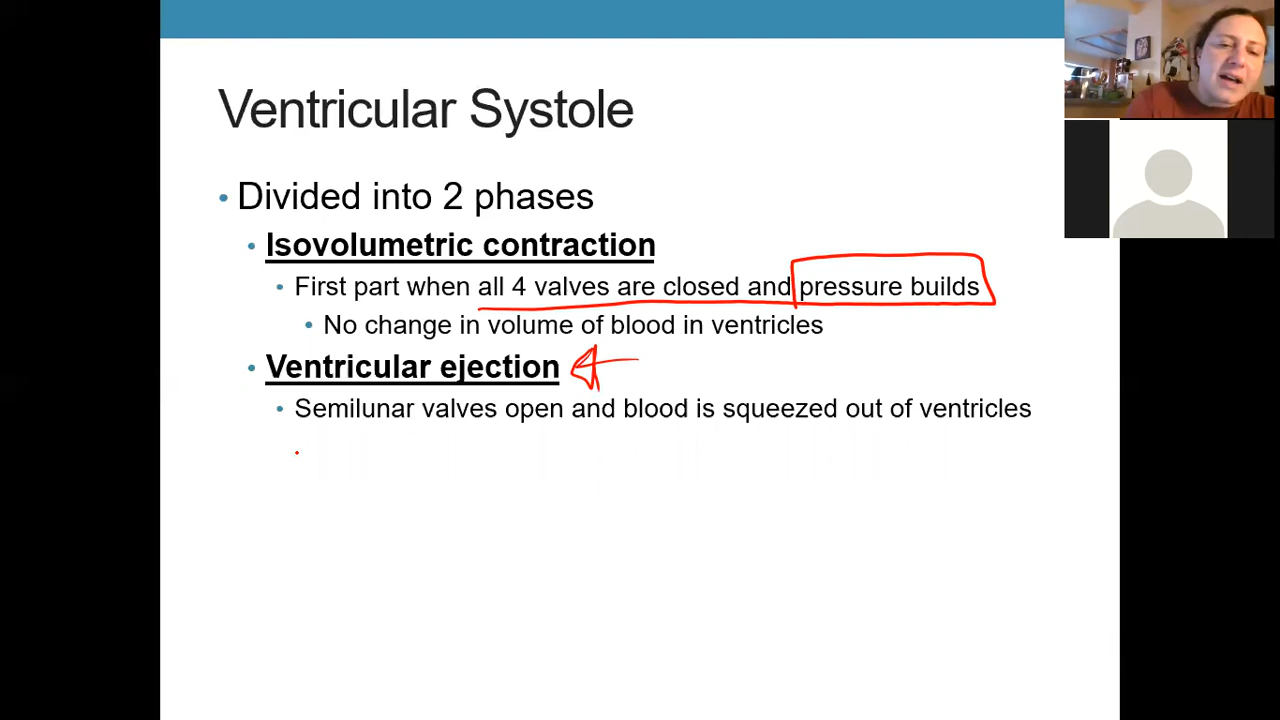 Ventricular Systole
• Divided into 2 phases
• Isovolumetric contraction
• First part when all 4 valves are closed and pressure builds
• No change in volume of blood in ventricles
• Ventricular ejection
• Semilunar valves open and blood is squeezed out of ventricles